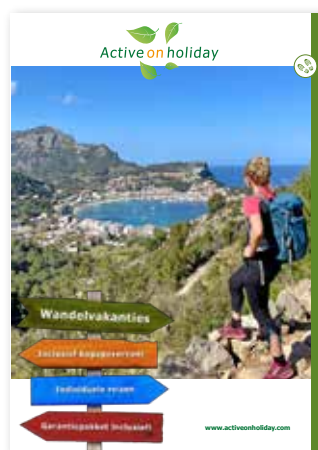 Active on holiday
Wandelvakanties
Inclusief bagagevervoer
Individuele reizen
Garantiepakket inclusief!
www.activeonholiday.com